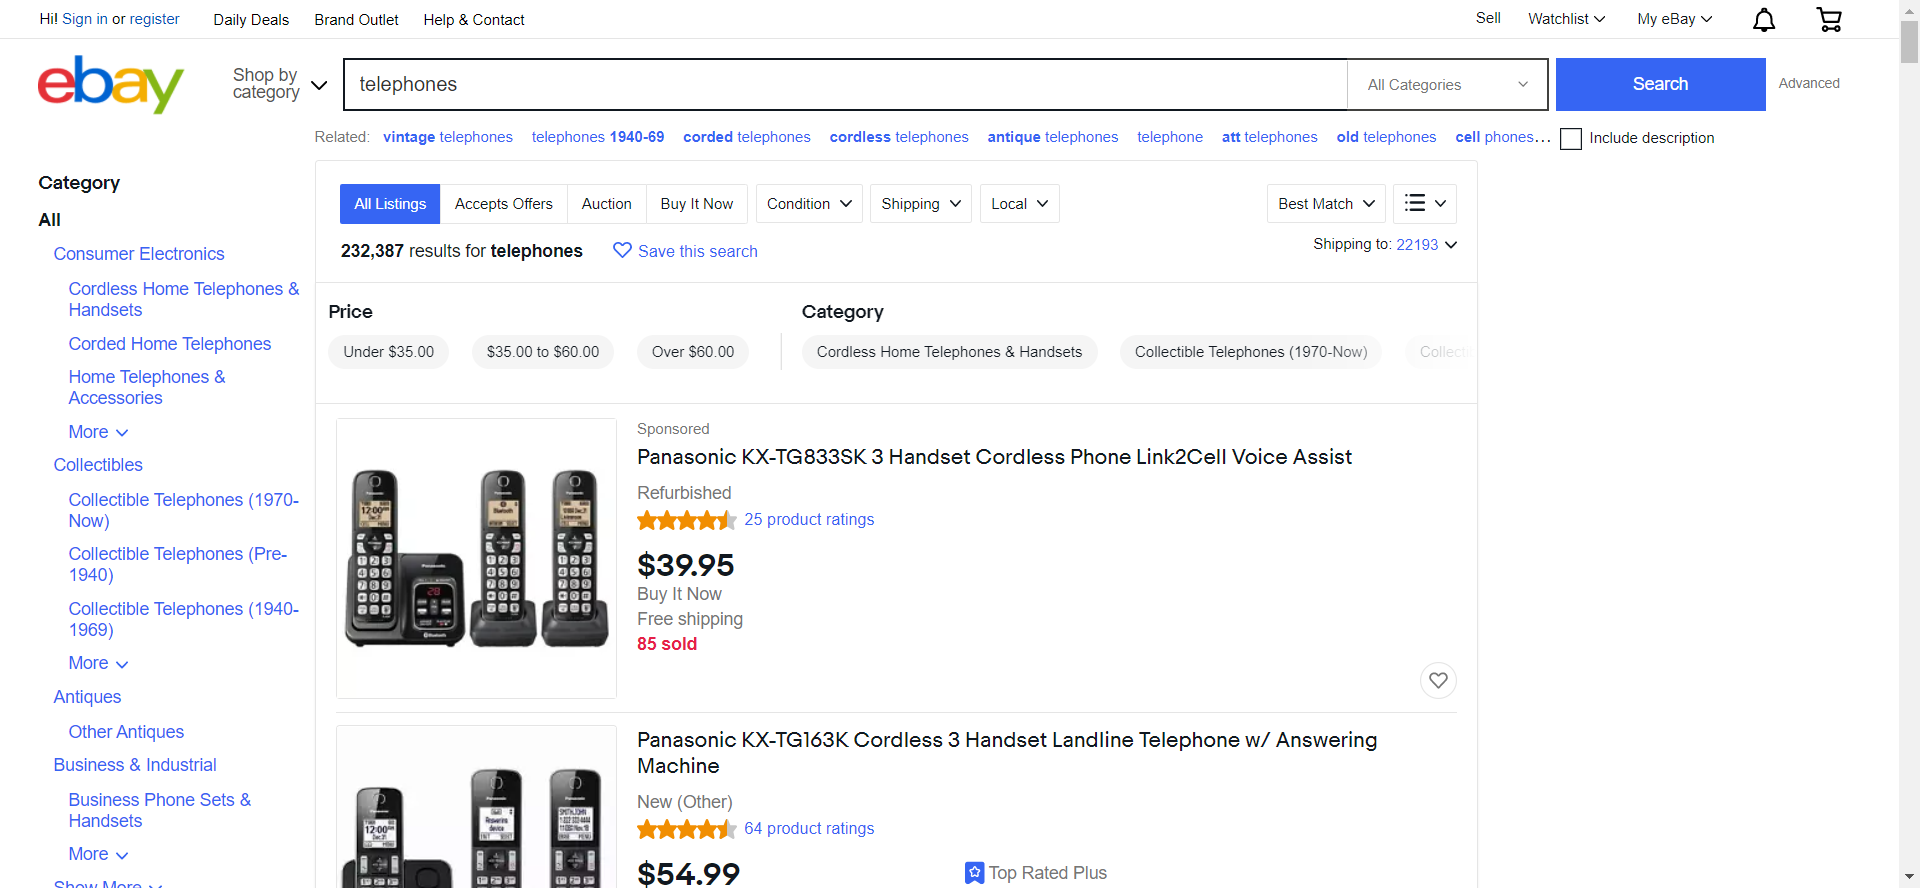 Hi! Sign in or register
Daily Deals
Brand Outlet
Help & Contact
Sell
Watchlist
My eBay
ebay
Shop by
category
telephones
All Categories
Search
Advanced
Related: vintage telephones telephones 1940-69 corded telephones cordless telephones antique telephones telephone att telephones old telephones cell phones...
Include description
Category
All
Consumer Electronics
Cordless Home Telephones &
Handsets
Corded Home Telephones
Home Telephones &
Accessories
More
Collectibles
Collectible Telephones (1970-
Now)
Collectible Telephones (Pre-
1940)
Collectible Telephones (1940-
1969)
More
Antiques
Other Antiques
Business & Industrial
Business Phone Sets &
Handsets
More
Show More
All Listings
Accepts Offers
Auction
Buy It Now
Condition
Shipping
Local
Best Match
232,387 results for telephones
Save this search
Shipping to: 22193
Price
Under $35.00
$35.00 to $60.00
Over $60.00
Category
Cordless Home Telephones & Handsets
Collectible Telephones (1970-Now)
Collecti
Sponsored
Panasonic KX-TG833SK 3 Handset Cordless Phone Link2Cell Voice Assist
Refurbished
25 product ratings
$39.95
Buy It Now
Free shipping
85 sold
Panasonic KX-TG163K Cordless 3 Handset Landline Telephone w/ Answering
Machine
New (Other)
64 product ratings
$54.99
Top Rated Plus